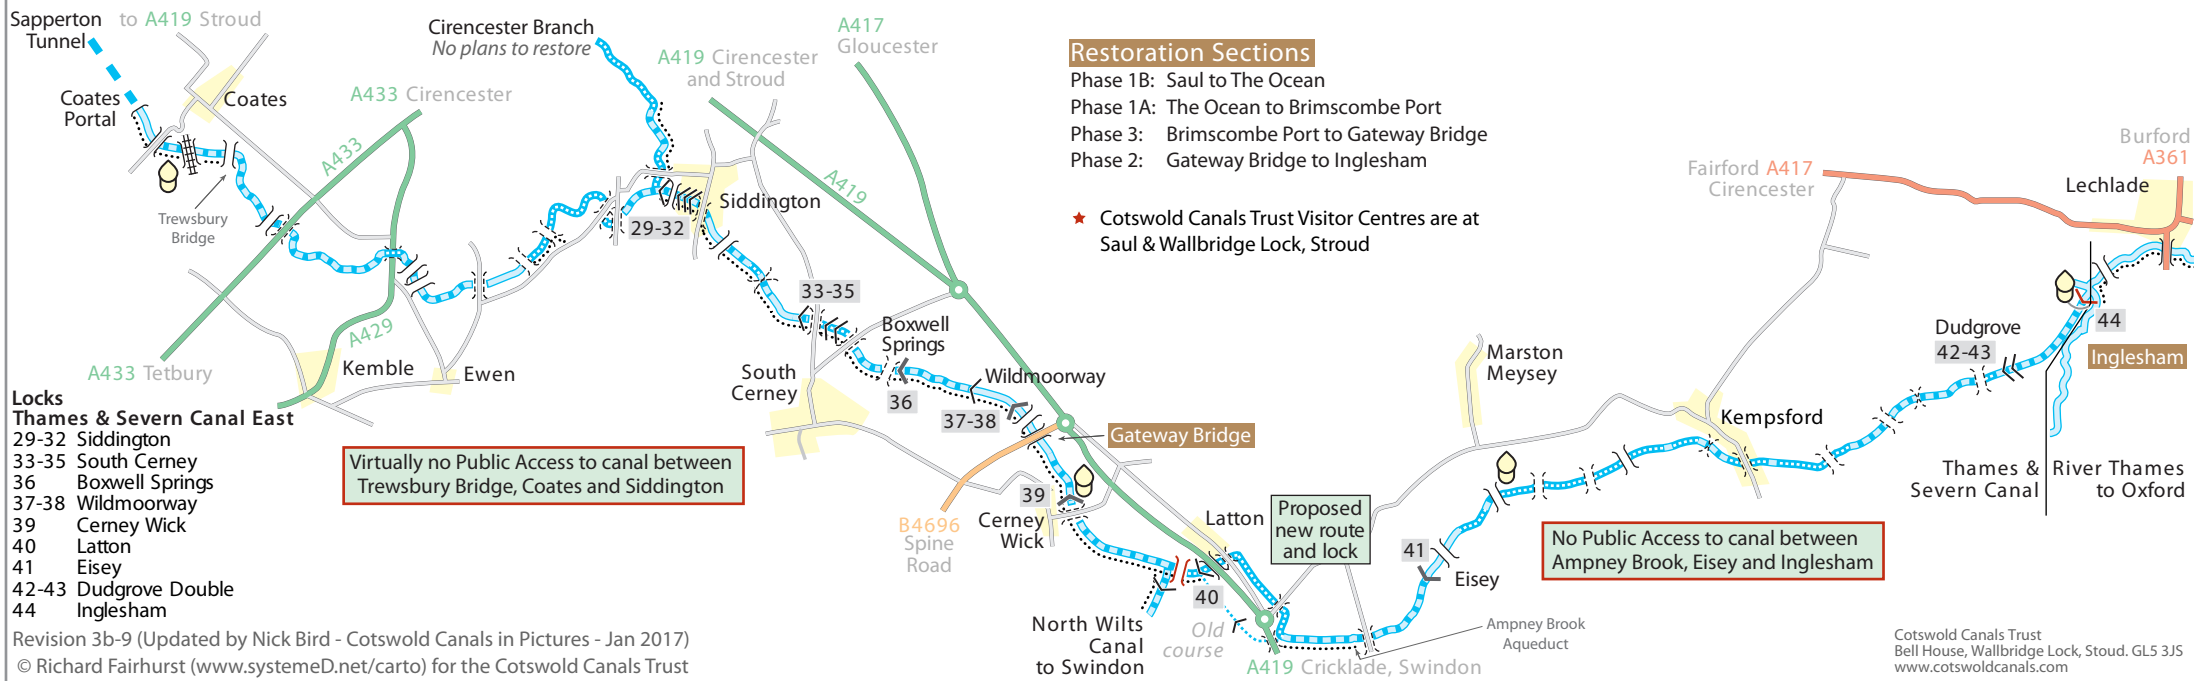 Sapperton
Tunnel
to A419 Stroud
Coates
Portal
Coates
Trewsbury
Bridge
A433 Cirencester
A433
A433 Tetbury
A429
Kemble
Ewen
Cirencester Branch
No plans to restore
A419 Cirencester
and Stroud
A417
Gloucester
A419
Siddington
29-32
33-35
Boxwell
Springs
South
Cerney
36
Wildmoorway
37-38
Gateway Bridge
B4696
Spine
Road
39
Cerney
Wick
Latton
40
North Wilts
Canal
to Swindon
Old
course
A419 Cricklade, Swindon
Proposed
new route
and lock
Ampney Brook
Aqueduct
41
Eisey
Marston
Meysey
Kempsford
Fairford A417
Cirencester
Burford
A361
Lechlade
Dudgrove
42-43
44
Inglesham
Thames &
Severn Canal
River Thames
to Oxford
Restoration Sections
Phase 1B: Saul to The Ocean
Phase 1A: The Ocean to Brimscombe Port
Phase 3: Brimscombe Port to Gateway Bridge
Phase 2: Gateway Bridge to Inglesham
★ Cotswold Canals Trust Visitor Centres are at
Saul & Wallbridge Lock, Stroud
Virtually no Public Access to canal between
Trewsbury Bridge, Coates and Siddington
No Public Access to canal between
Ampney Brook, Eisey and Inglesham
Locks
Thames & Severn Canal East
29-32 Siddington
33-35 South Cerney
36 Boxwell Springs
37-38 Wildmoorway
39 Cerney Wick
40 Latton
41 Eisey
42-43 Dudgrove Double
44 Inglesham
Revision 3b-9 (Updated by Nick Bird - Cotswold Canals in Pictures - Jan 2017)
© Richard Fairhurst (www.systemeD.net/carto) for the Cotswold Canals Trust
Cotswold Canals Trust
Bell House, Wallbridge Lock, Stoud. GL5 3JS
www.cotswoldcanals.com